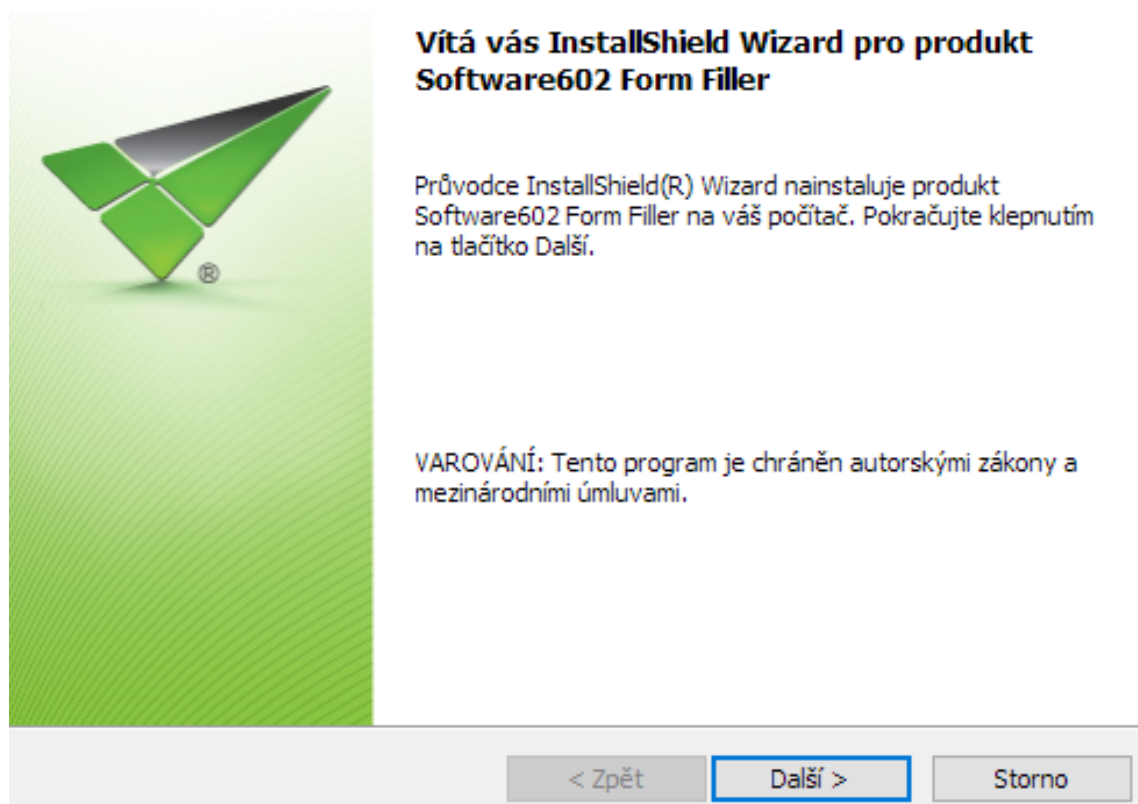 Vítá vás InstallShield Wizard pro produkt
Software602 Form Filler
Průvodce InstallShield(R) Wizard nainstaluje produkt
Software602 Form Filler na váš počítač. Pokračujte klepnutím
na tlačítko Další.
®
VAROVÁNÍ: Tento program je chráněn autorskými zákony a
mezinárodními úmluvami.
< Zpět
Další >
Storno